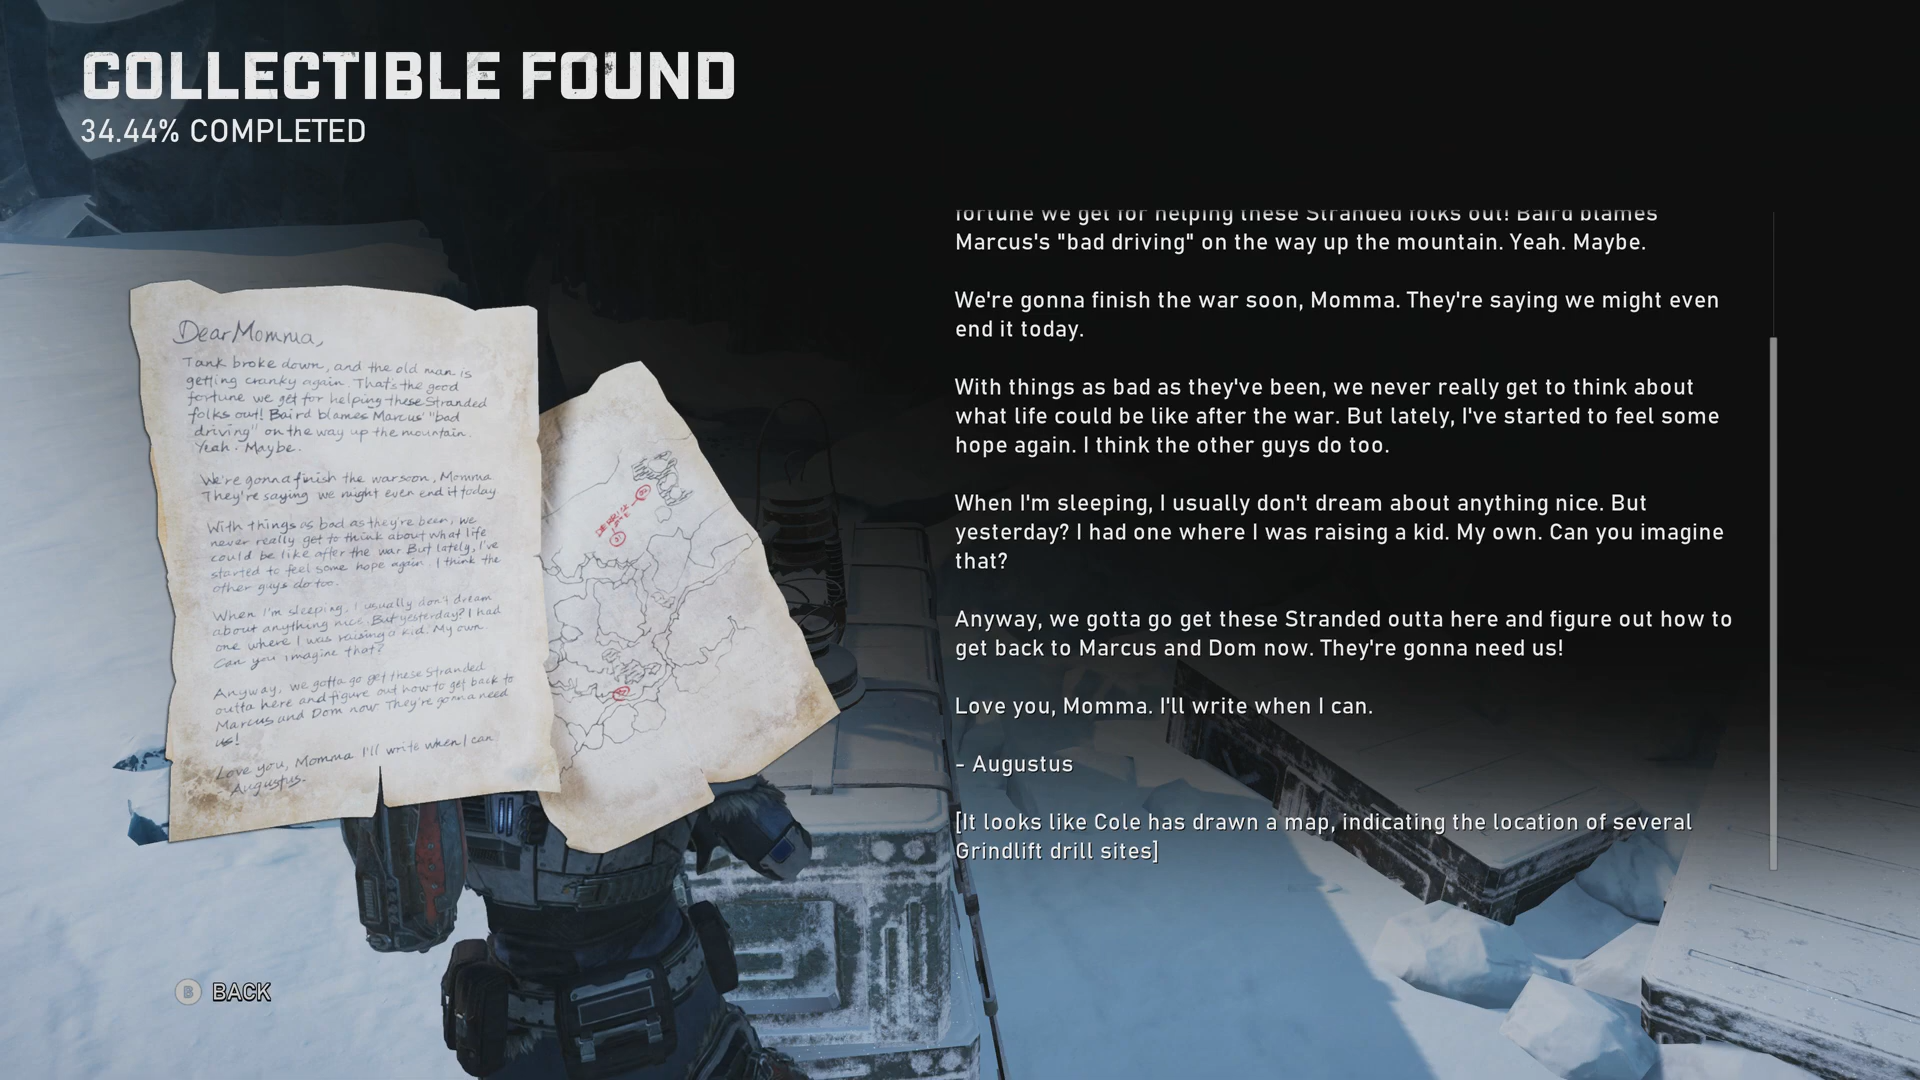 COLLECTIBLE FOUND
34.44% COMPLETED
Dear Momma,
Tank broke down, and the old man is
getting cranky again. That's the good
fortune we get for helping these Stranded
folks out! Baird blames Marcus' "bad
driving" on the way up the mountain.
Yeah. Maybe.
We're gonna finish the war soon, Momma
They're saying we might even end it today
With things as bad as they've been, we
never really get to think about what life
could be like after the war. But lately, I've
started to feel some hope again. I think the
other guys do too.
When I'm sleeping, I usually don't dream
about anything nice. But yesterday? I had
one where I was raising a kid. My own.
Can you imagine that?
Anyway, we gotta go get these Stranded
outta here and figure out how to get back to
Marcus and Dom now. They're gonna need
us!
Love you, Momma. I'll write when I can.
- Augustus.
fortune we get for helping these Stranded folks out! Baird blames
Marcus's "bad driving" on the way up the mountain. Yeah. Maybe.
We're gonna finish the war soon, Momma. They're saying we might even
end it today.
With things as bad as they've been, we never really get to think about
what life could be like after the war. But lately, I've started to feel some
hope again. I think the other guys do too.
When I'm sleeping, I usually don't dream about anything nice. But
yesterday? I had one where I was raising a kid. My own. Can you imagine
that?
Anyway, we gotta go get these Stranded outta here and figure out how to
get back to Marcus and Dom now. They're gonna need us!
Love you, Momma. I'll write when I can.
- Augustus
[It looks like Cole has drawn a map, indicating the location of several
Grindlift drill sites]
B BACK